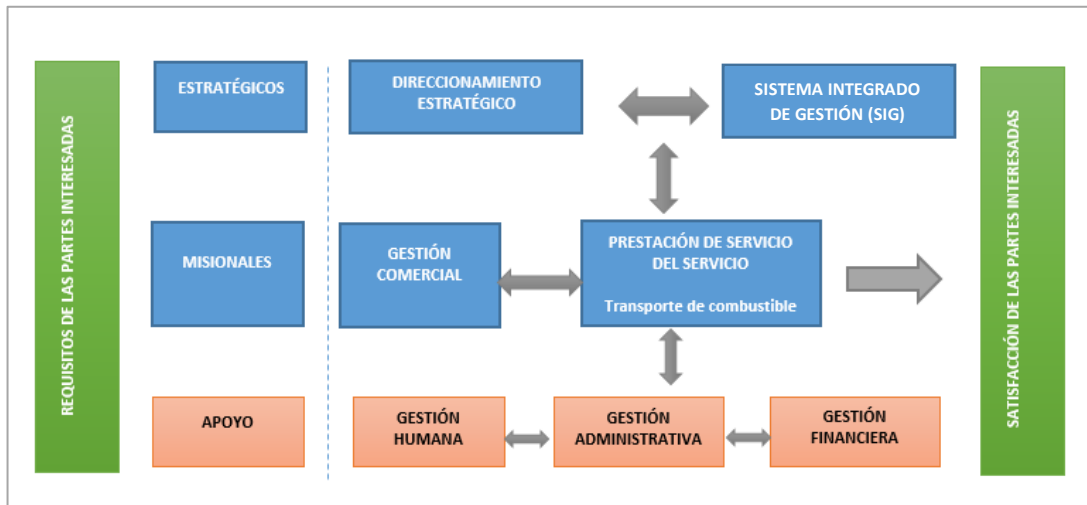 REQUISITOS DE LAS PARTES INTERESADAS
ESTRATÉGICOS
DIRECCIONAMIENTO
ESTRATÉGICO
SISTEMA INTEGRADO
DE GESTIÓN (SIG)
MISIONALES
GESTIÓN
COMERCIAL
PRESTACIÓN DE SERVICIO
DEL SERVICIO
Transporte de combustible
APOYO
GESTIÓN
HUMANA
GESTIÓN
ADMINISTRATIVA
GESTIÓN
FINANCIERA
SATISFACCIÓN DE LAS PARTES INTERESADAS